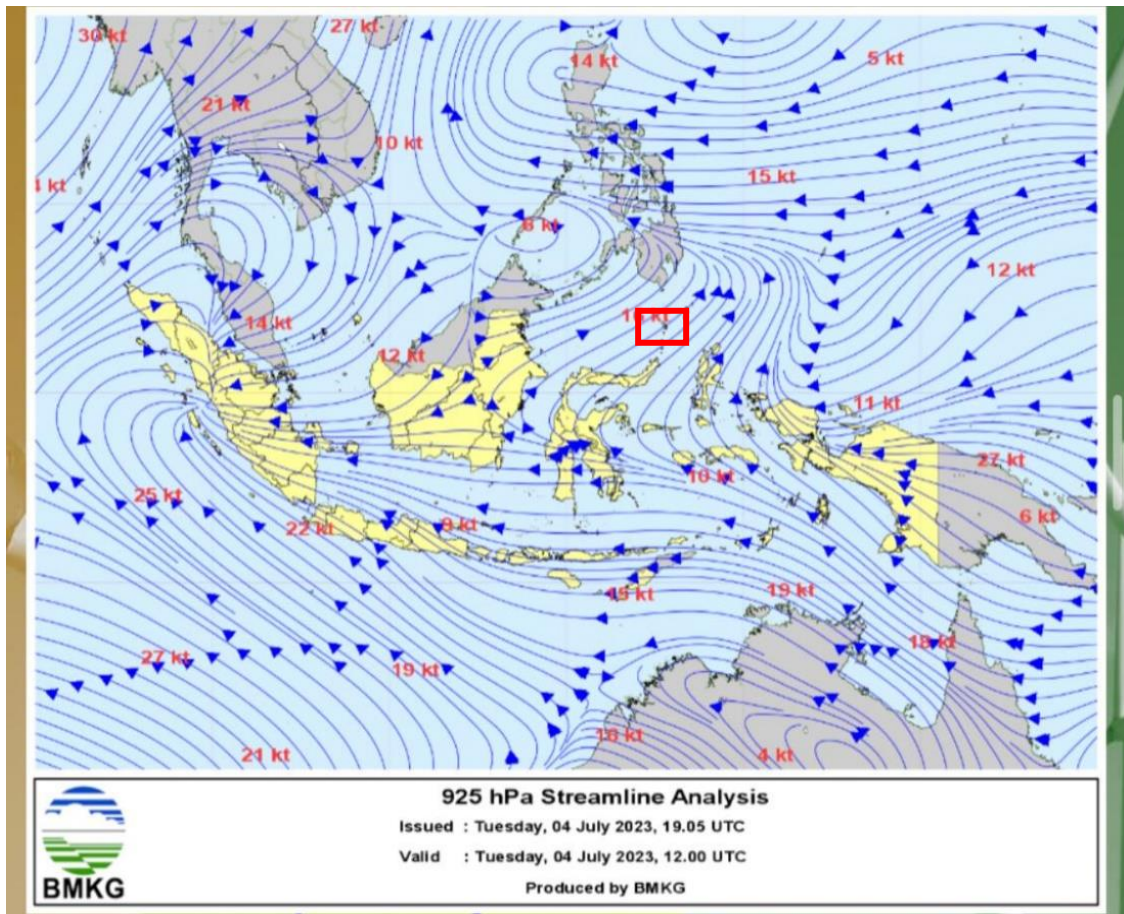 30 kt
27 kt
14 kt
5 kt
21 kt
10 kt
15 kt
4 kt
kt
12 kt
kt
14 kt
12 kt
11 kt
27 kt
10 kt
25 kt
22 kt
9 kt
6 kt
15 kt
19 kt
18 kt
27 kt
19 kt
kt
21 kt
4 kt
925 hPa Streamline Analysis
Issued : Tuesday, 04 July 2023, 19.05 UTC
Valid : Tuesday, 04 July 2023, 12.00 UTC
Produced by BMKG
BMKG